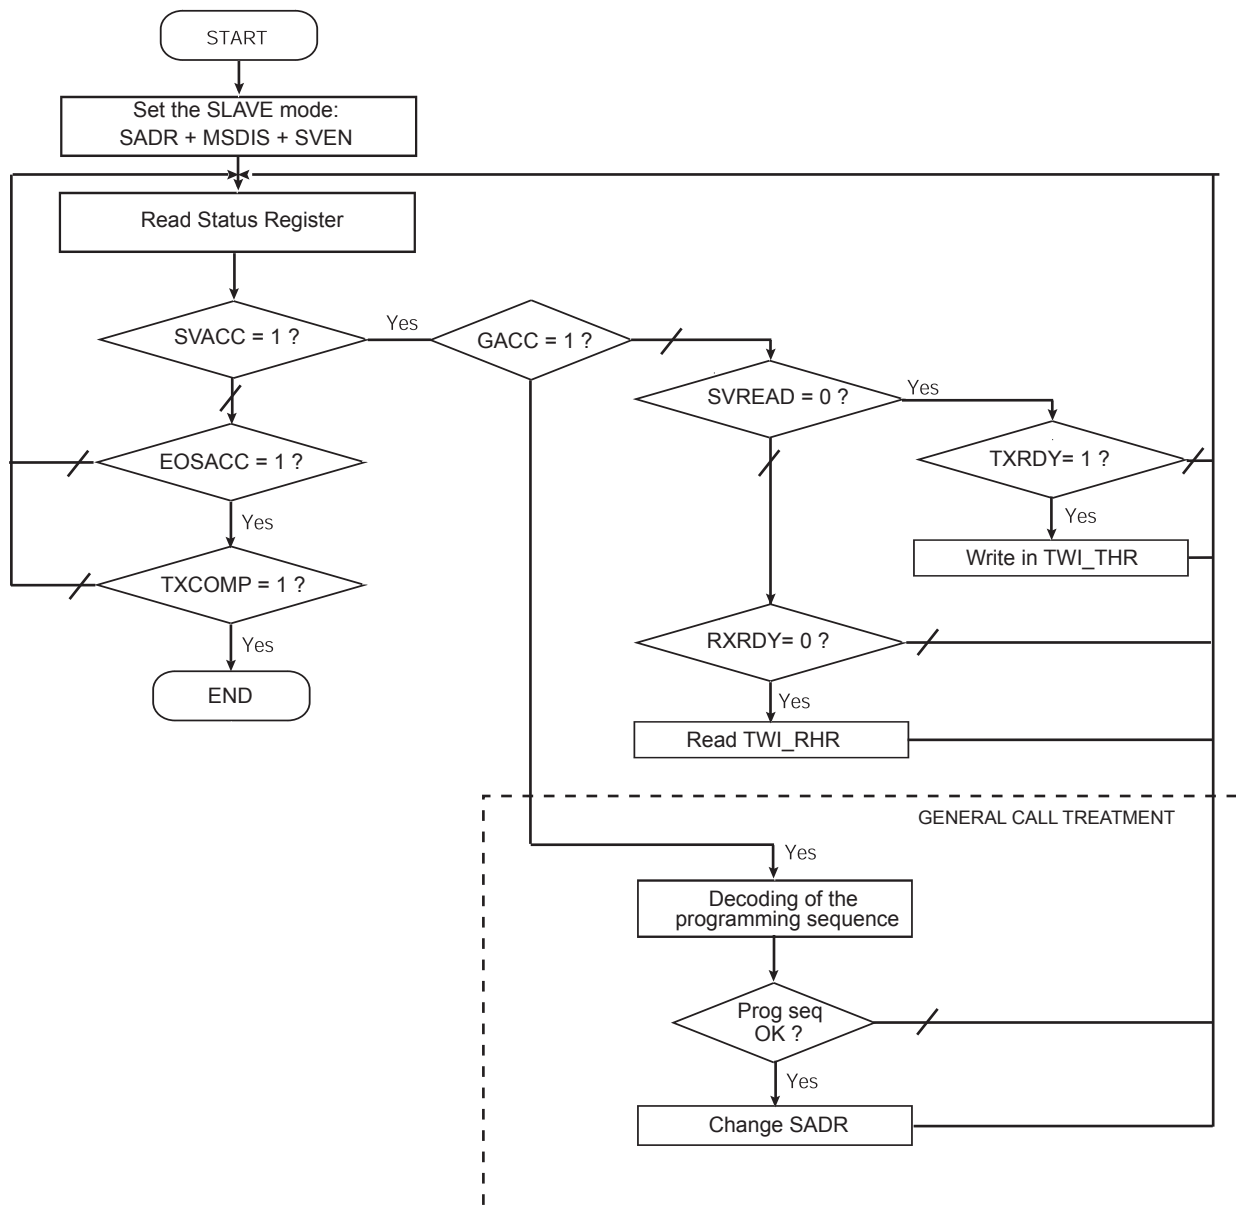 START
Set the SLAVE mode:
SADR + MSDIS + SVEN
Read Status Register
SVACC = 1 ?
Yes
GACC = 1 ?
SVREAD = 0 ?
Yes
EOSACC = 1 ?
TXRDY= 1 ?
Yes
Yes
Write in TWI_THR
TXCOMP = 1 ?
RXRDY= 0 ?
Yes
END
Yes
Read TWI_RHR
GENERAL CALL TREATMENT
Yes
Decoding of the
programming sequence
Prog seq
OK ?
Yes
Change SADR